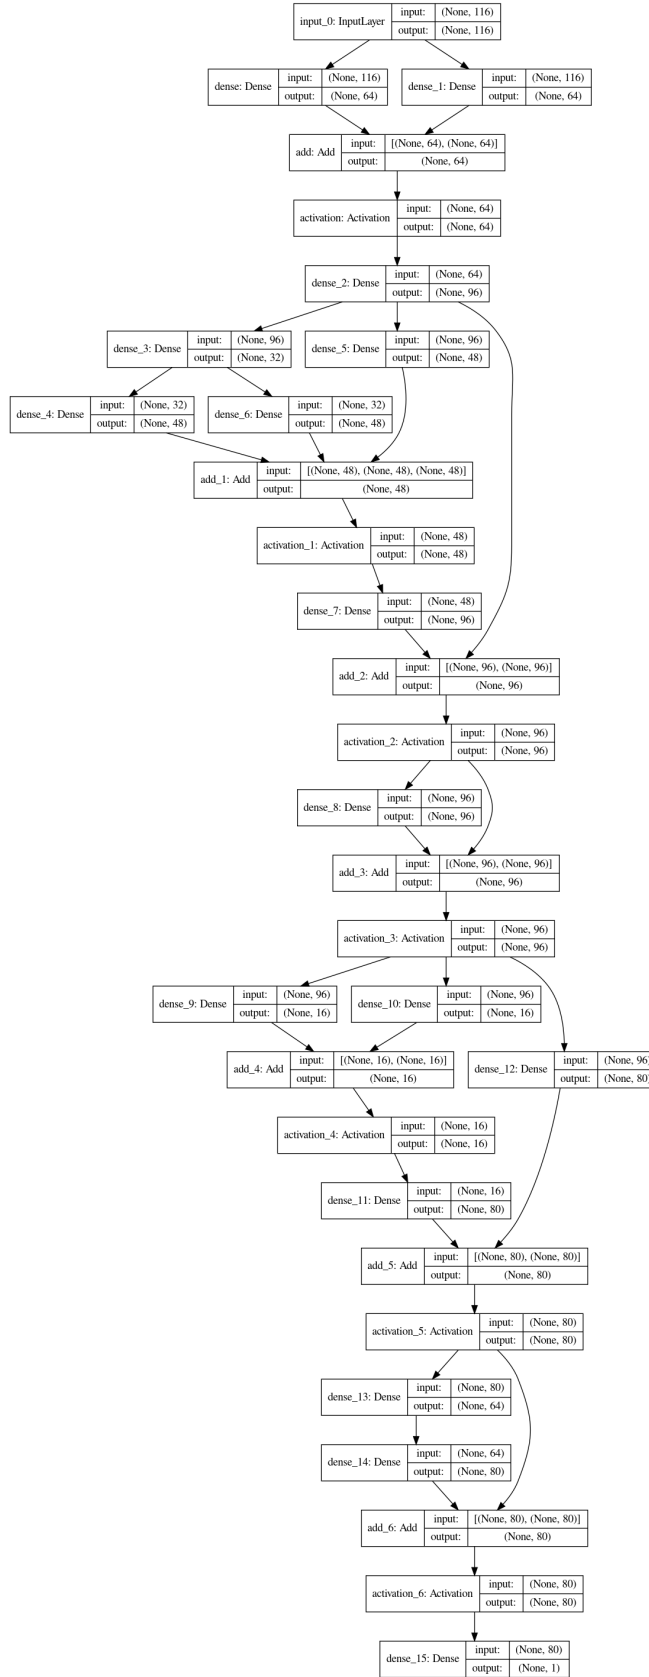 input_0: InputLayer
input: (None, 116)
output: (None, 116)
dense: Dense
input: (None, 116)
output: (None, 64)
dense_1: Dense
input: (None, 116)
output: (None, 64)
add: Add
input: [(None, 64), (None, 64)]
output: (None, 64)
activation: Activation
input: (None, 64)
output: (None, 64)
dense_2: Dense
input: (None, 64)
output: (None, 96)
dense_3: Dense
input: (None, 96)
output: (None, 32)
dense_5: Dense
input: (None, 96)
output: (None, 48)
dense_4: Dense
input: (None, 32)
output: (None, 48)
dense_6: Dense
input: (None, 32)
output: (None, 48)
add_1: Add
input: [(None, 48), (None, 48), (None, 48)]
output: (None, 48)
activation_1: Activation
input: (None, 48)
output: (None, 48)
dense_7: Dense
input: (None, 48)
output: (None, 96)
add_2: Add
input: [(None, 96), (None, 96)]
output: (None, 96)
activation_2: Activation
input: (None, 96)
output: (None, 96)
dense_8: Dense
input: (None, 96)
output: (None, 96)
add_3: Add
input: [(None, 96), (None, 96)]
output: (None, 96)
activation_3: Activation
input: (None, 96)
output: (None, 96)
dense_9: Dense
input: (None, 96)
output: (None, 16)
dense_10: Dense
input: (None, 96)
output: (None, 16)
add_4: Add
input: [(None, 16), (None, 16)]
output: (None, 16)
dense_12: Dense
input: (None, 96)
output: (None, 80)
activation_4: Activation
input: (None, 16)
output: (None, 16)
dense_11: Dense
input: (None, 16)
output: (None, 80)
add_5: Add
input: [(None, 80), (None, 80)]
output: (None, 80)
activation_5: Activation
input: (None, 80)
output: (None, 80)
dense_13: Dense
input: (None, 80)
output: (None, 64)
dense_14: Dense
input: (None, 64)
output: (None, 80)
add_6: Add
input: [(None, 80), (None, 80)]
output: (None, 80)
activation_6: Activation
input: (None, 80)
output: (None, 80)
dense_15: Dense
input: (None, 80)
output: (None, 1)